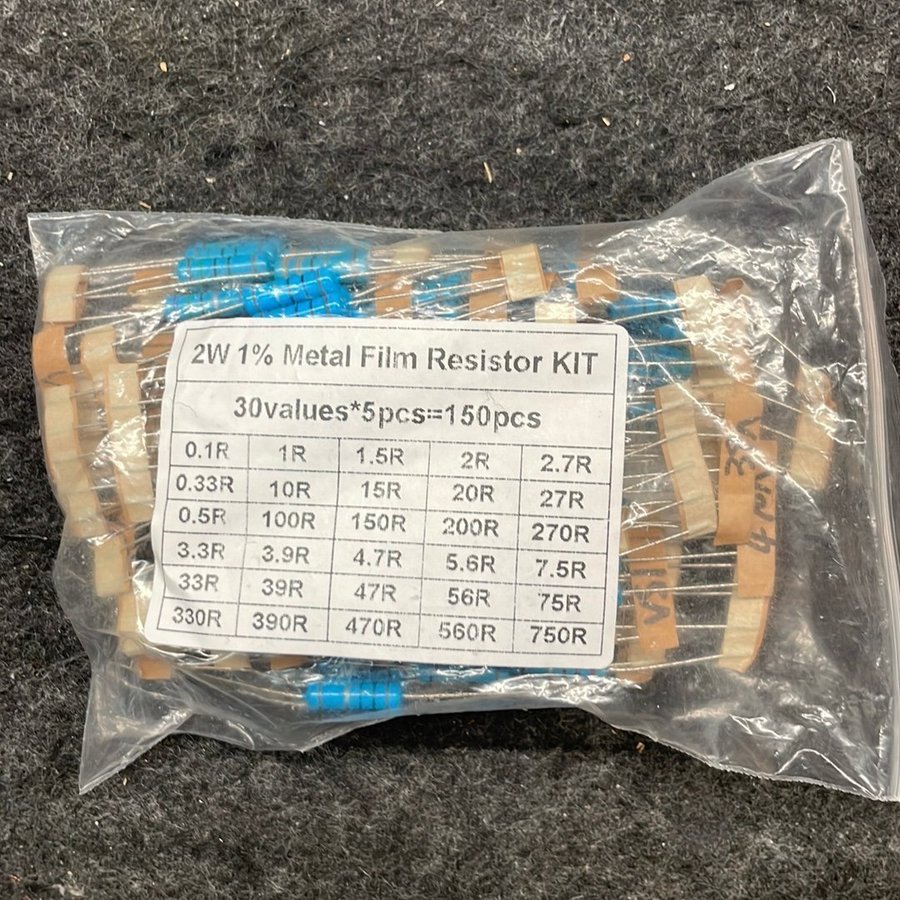 2W 1% Metal Film Resistor KIT
30values*5pcs=150pcs
0.1R 1R 1.5R 2R 2.7R
0.33R 10R 15R 20R 27R
0.5R 100R 150R 200R 270R
3.3R 3.9R 4.7R 5.6R 7.5R
33R 39R 47R 56R 75R
330R 390R 470R 560R 750R